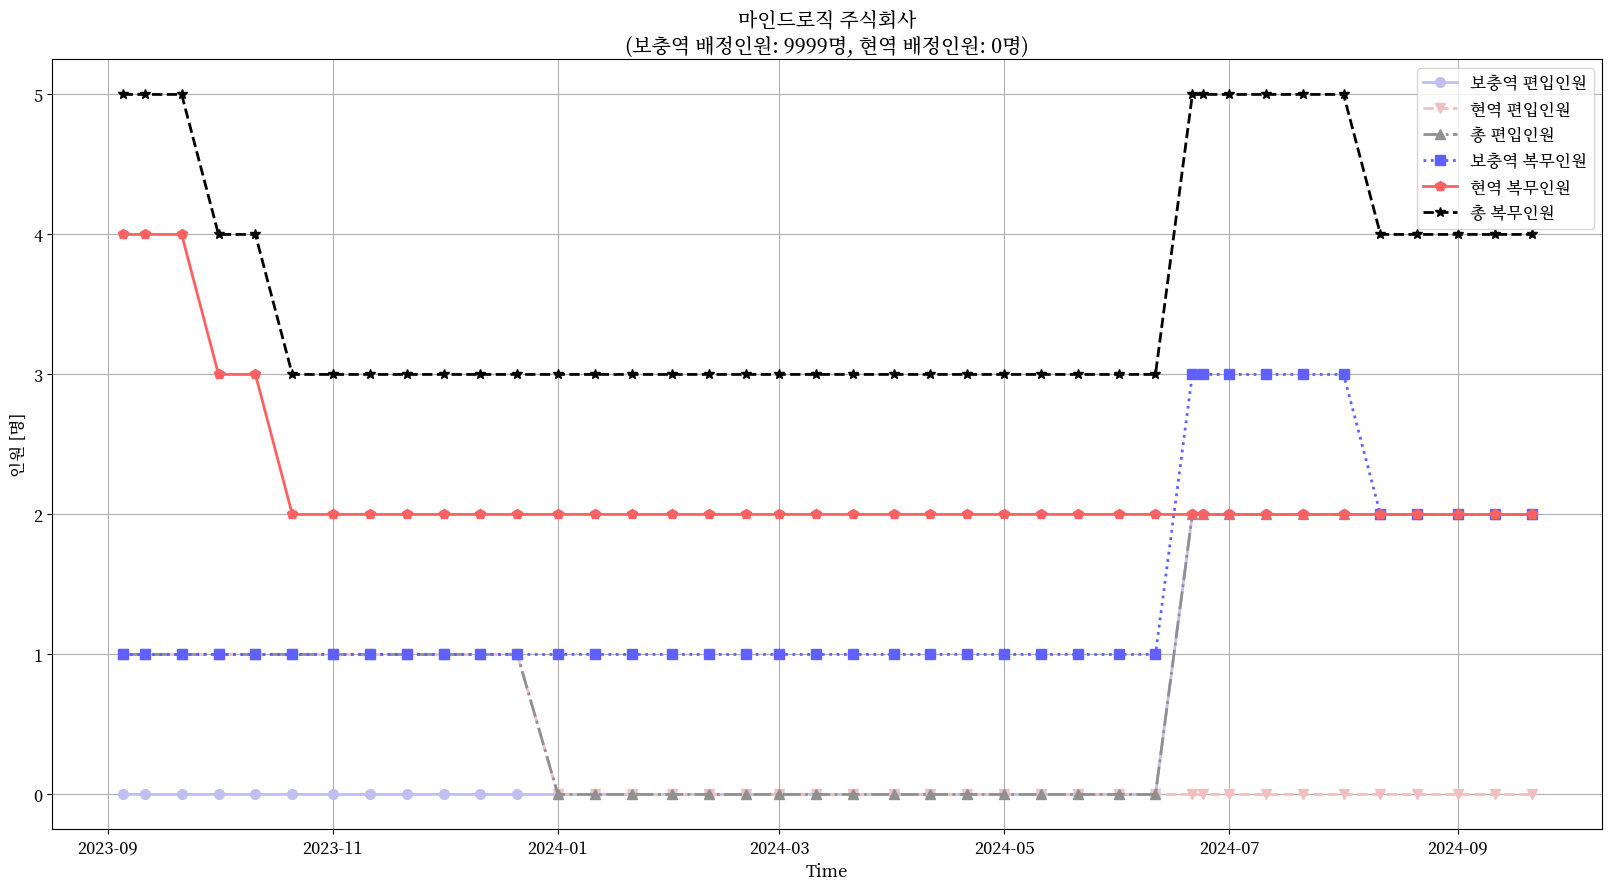 마인드로직 주식회사
(보충역 배정인원: 9999명, 현역 배정인원: 0명)
보충역 편입인원
현역 편입인원
총 편입인원
보충역 복무인원
현역 복무인원
총 복무인원
인원 [명]
5
4
3
2
1
0
2023-09
2023-11
2024-01
2024-03
2024-05
2024-07
2024-09
Time